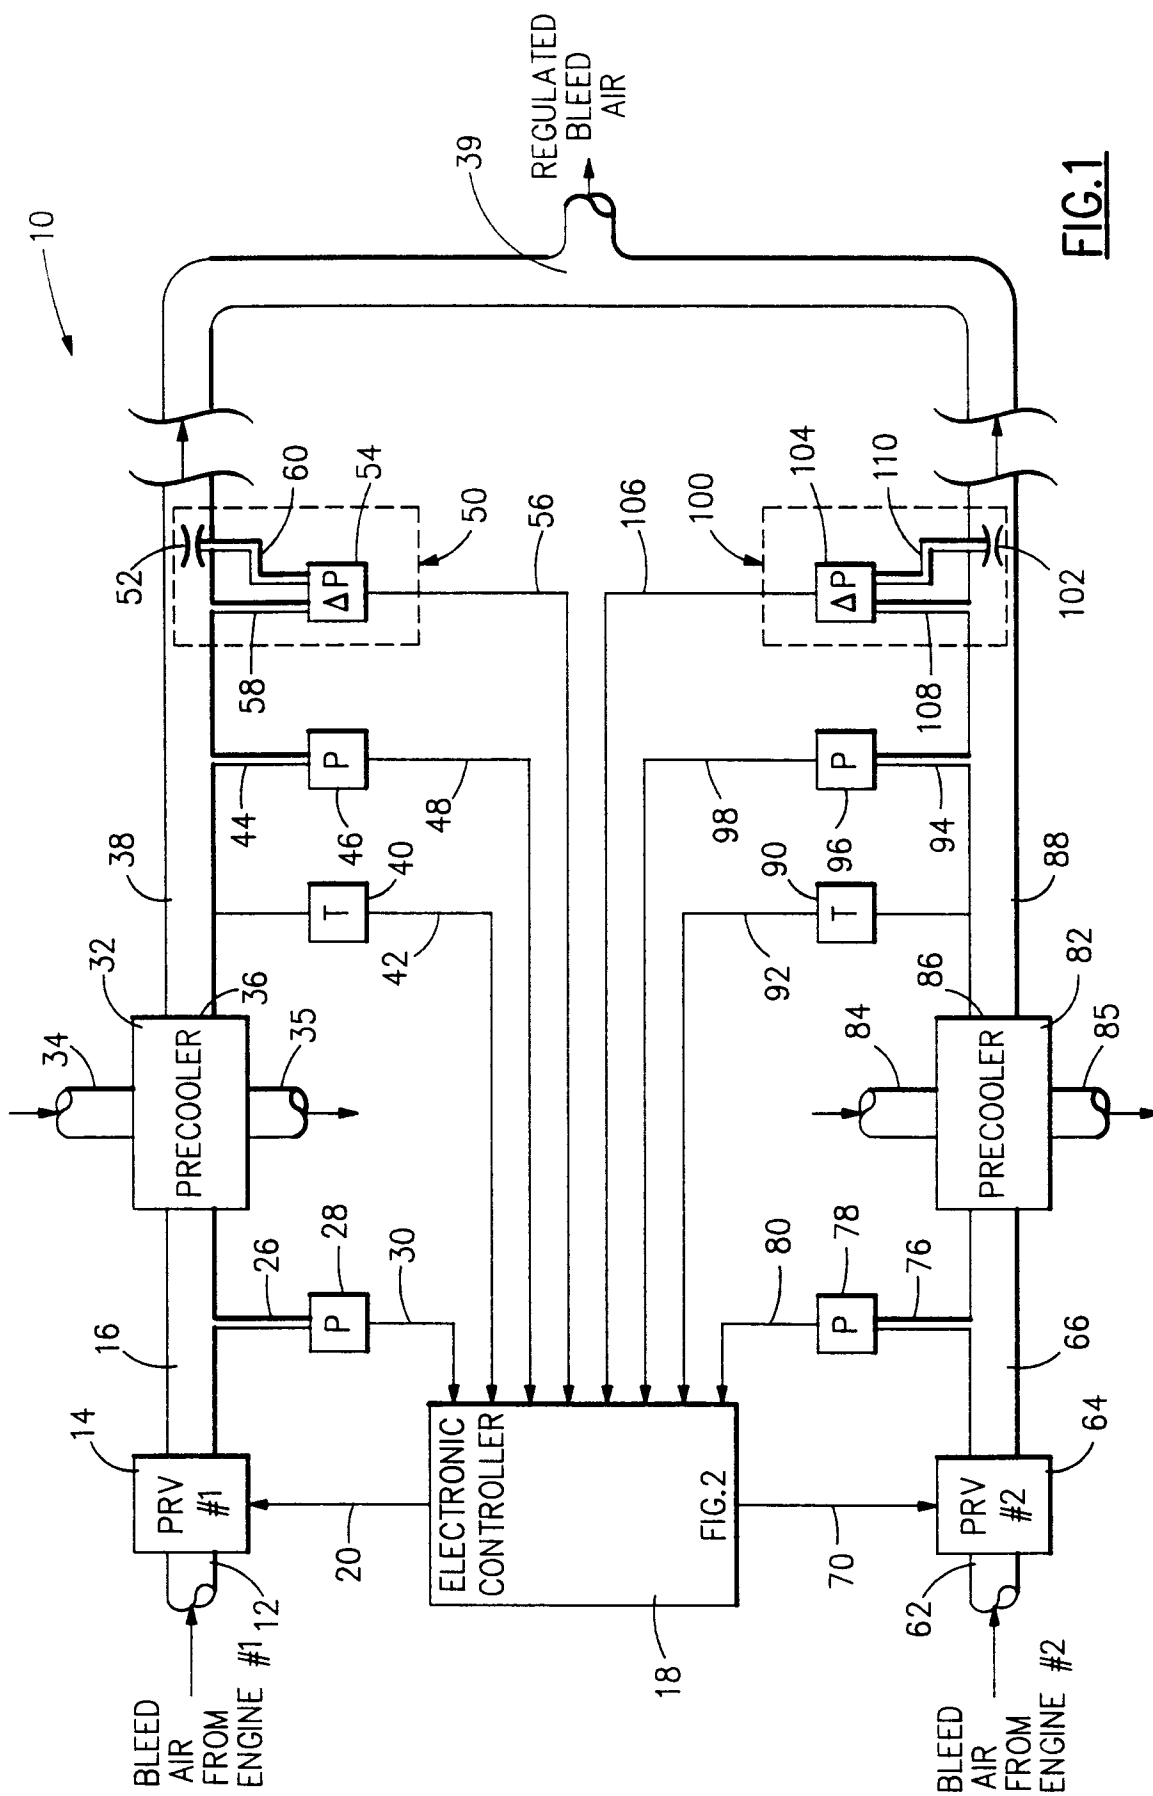 10
REGULATED
BLEED
AIR
39
FIG.1
52
60
54
50
58
56
38
44
46
48
32
36
40
42
34
35
PRECOOLER
T
P
ΔP
16
26
28
30
P
14
PRV
#1
12
20
BLEED
AIR
FROM
ENGINE #1
ELECTRONIC
CONTROLLER
FIG.2
18
106
100
104
110
102
ΔP
108
98
P
96
94
90
T
92
88
86
82
84
85
PRECOOLER
80
78
P
76
66
64
PRV
#2
70
62
BLEED
AIR
FROM
ENGINE #2